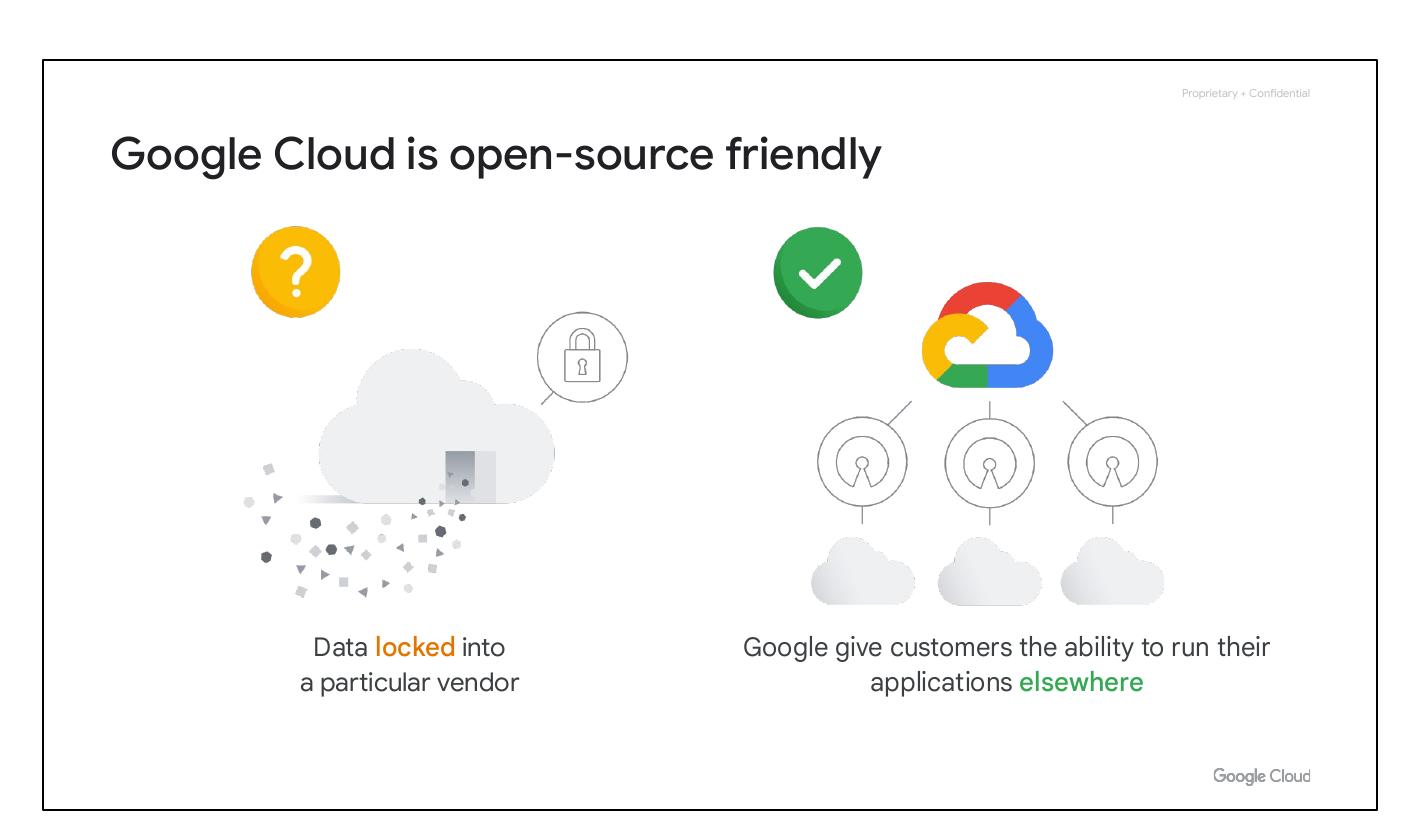 Proprietary + Confidential
Google Cloud is open-source friendly
Data locked into
a particular vendor
Google give customers the ability to run their
applications elsewhere
Google Cloud